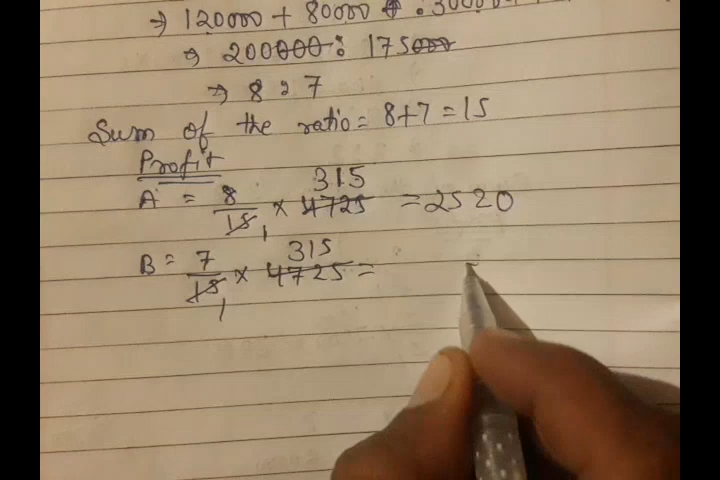 → 120000 + 80000 : 300000
→ 200000 : 175000
→ 8 : 7
Sum of the ratio = 8+7 = 15
Profit
315
A = 8/15 × 4725 = 2520
1
315
B = 7/15 × 4725 =
1